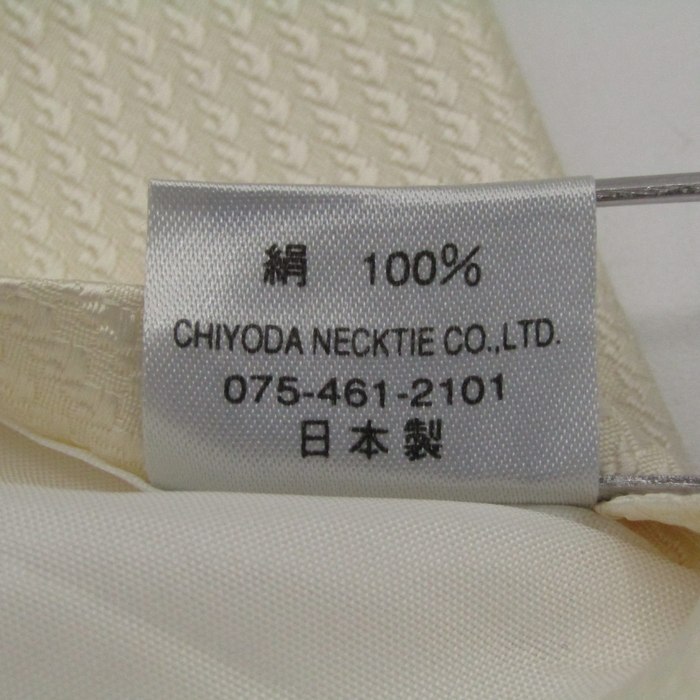 絹 100%
CHIYODA NECKTIE CO.,LTD.
075-461-2101
日本製